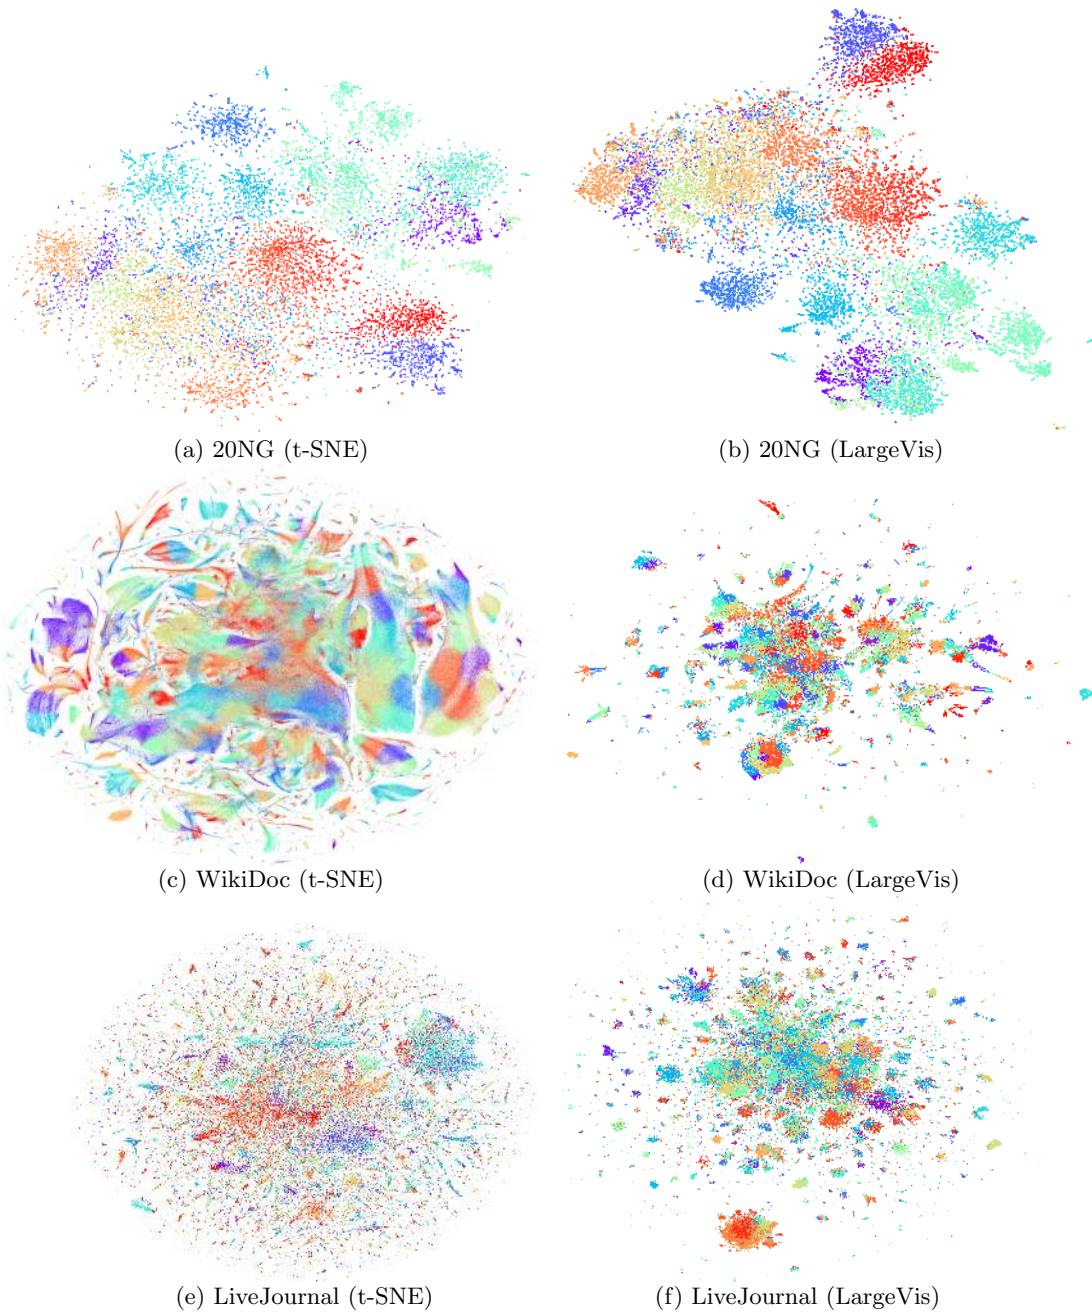 (a) 20NG (t-SNE)
(b) 20NG (LargeVis)
(c) WikiDoc (t-SNE)
(d) WikiDoc (LargeVis)
(e) LiveJournal (t-SNE)
(f) LiveJournal (LargeVis)